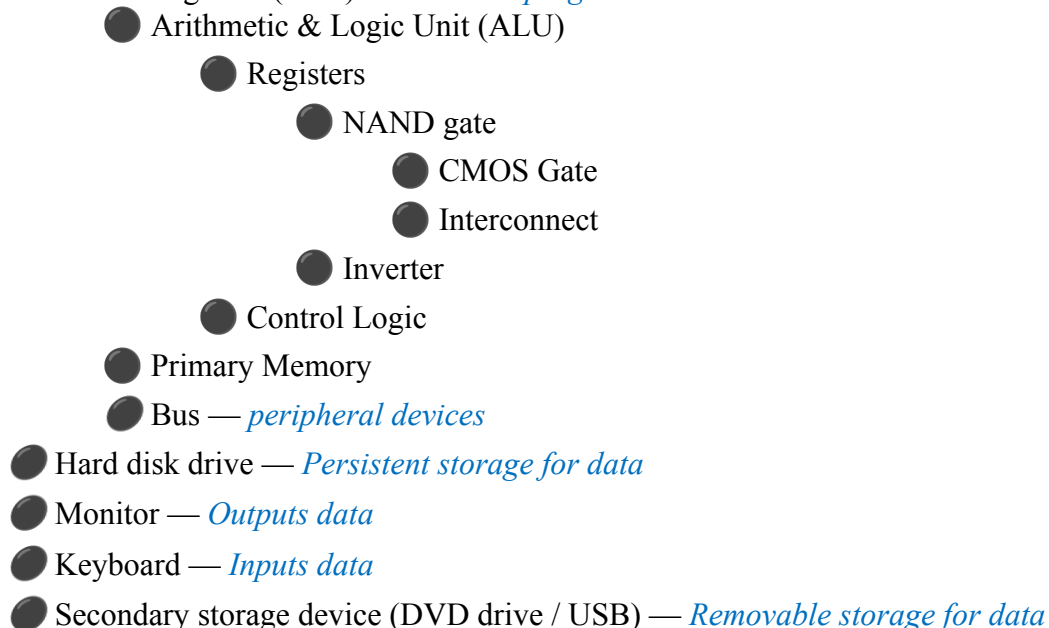 Arithmetic & Logic Unit (ALU)
Registers
NAND gate
CMOS Gate
Interconnect
Inverter
Control Logic
Primary Memory
Bus — peripheral devices
Hard disk drive — Persistent storage for data
Monitor — Outputs data
Keyboard — Inputs data
Secondary storage device (DVD drive / USB) — Removable storage for data